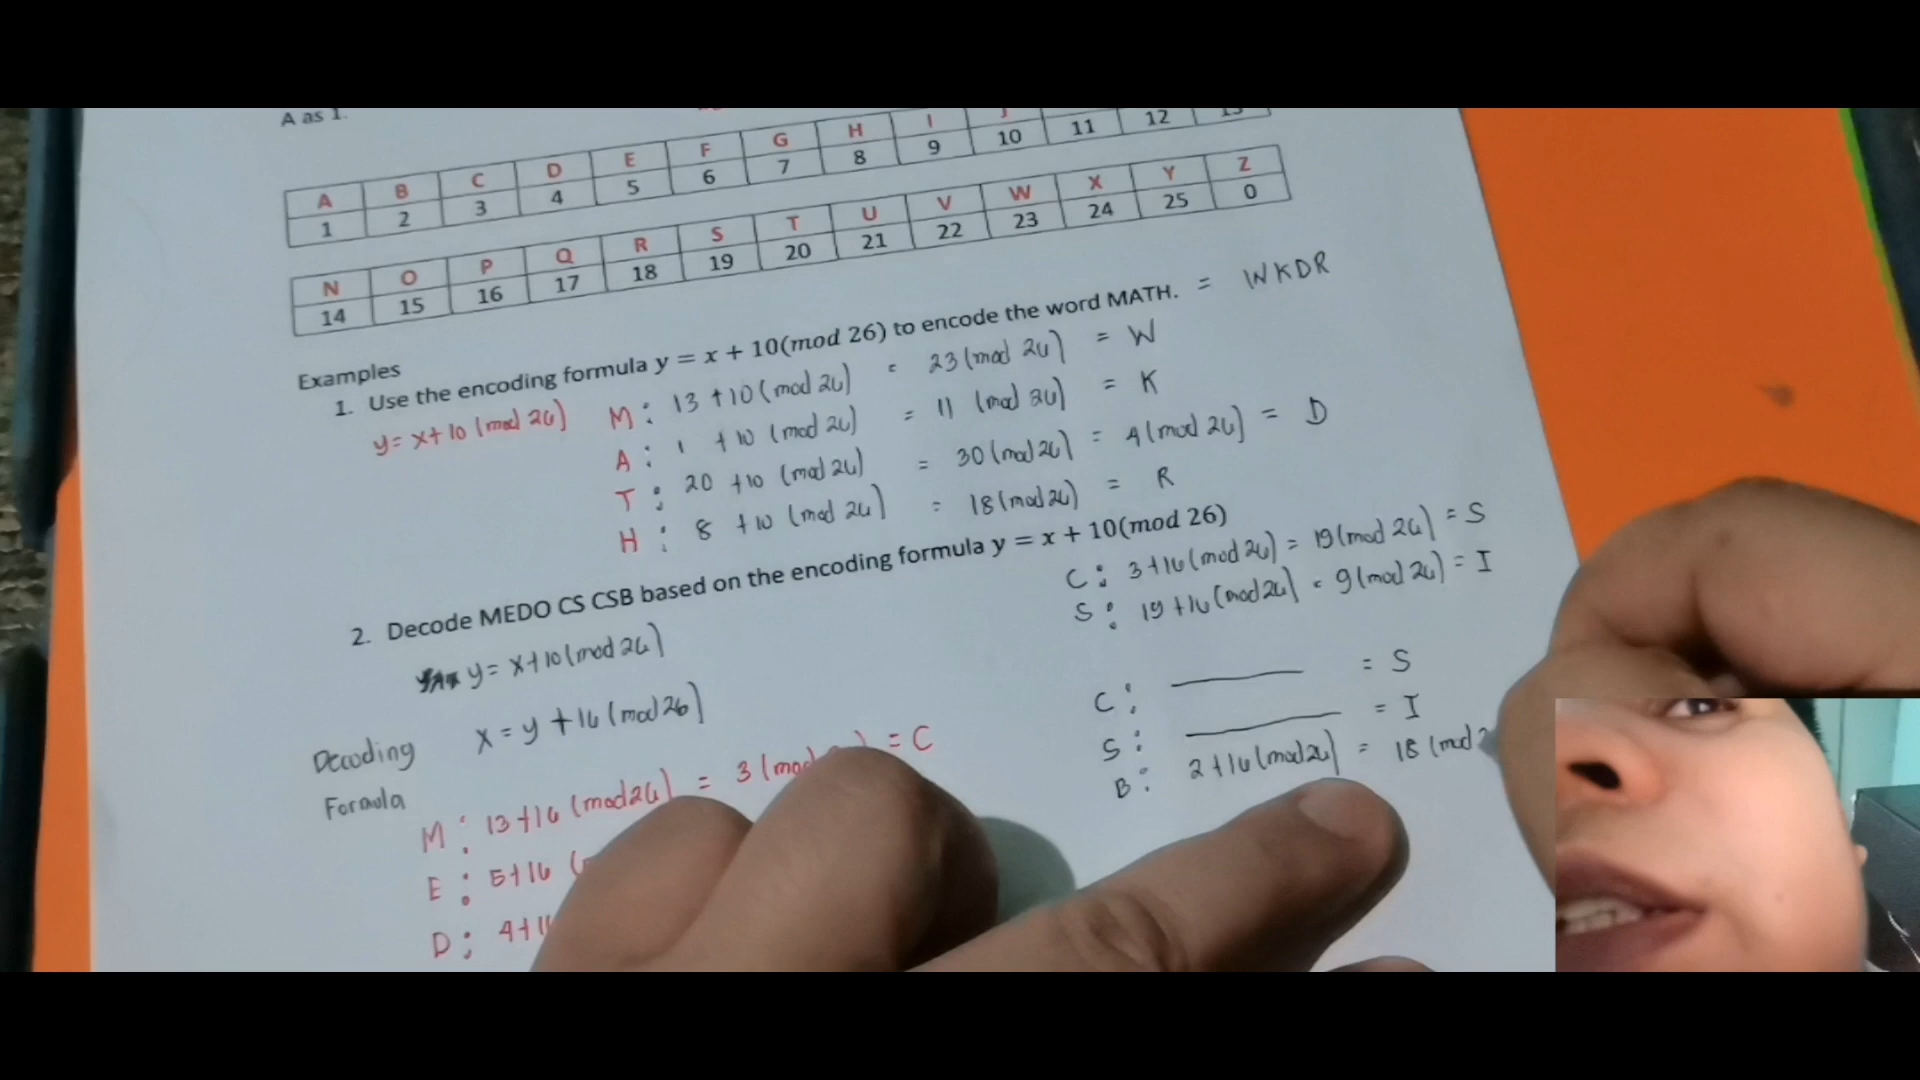 A as 1.
A B C D E F G H I J
1 2 3 4 5 6 7 8 9 10 11 12 13
N O P Q R S T U V W X Y Z
14 15 16 17 18 19 20 21 22 23 24 25 0
Examples
1. Use the encoding formula y = x + 10(mod 26) to encode the word MATH. = WKDR
y = x + 10 (mod 26)
M : 13 + 10 (mod 26) = 23 (mod 26) = W
A : 1 + 10 (mod 26) = 11 (mod 26) = K
T : 20 + 10 (mod 26) = 30 (mod 26) = 4 (mod 26) = D
H : 8 + 10 (mod 26) = 18 (mod 26) = R
2. Decode MEDO CS CSB based on the encoding formula y = x + 10(mod 26)
y = x + 10 (mod 26)
Decoding Formula
x = y + 16 (mod 26)
M : 13 + 16 (mod 26) = 3 (mod = C
E : 5 + 16 (
D : 4 + 1
C : 3 + 16 (mod 26) = 19 (mod 26) = S
S : 19 + 16 (mod 26) = 9 (mod 26) = I
C : = S
S : = I
B : 2 + 16 (mod 26) = 18 (mod 2